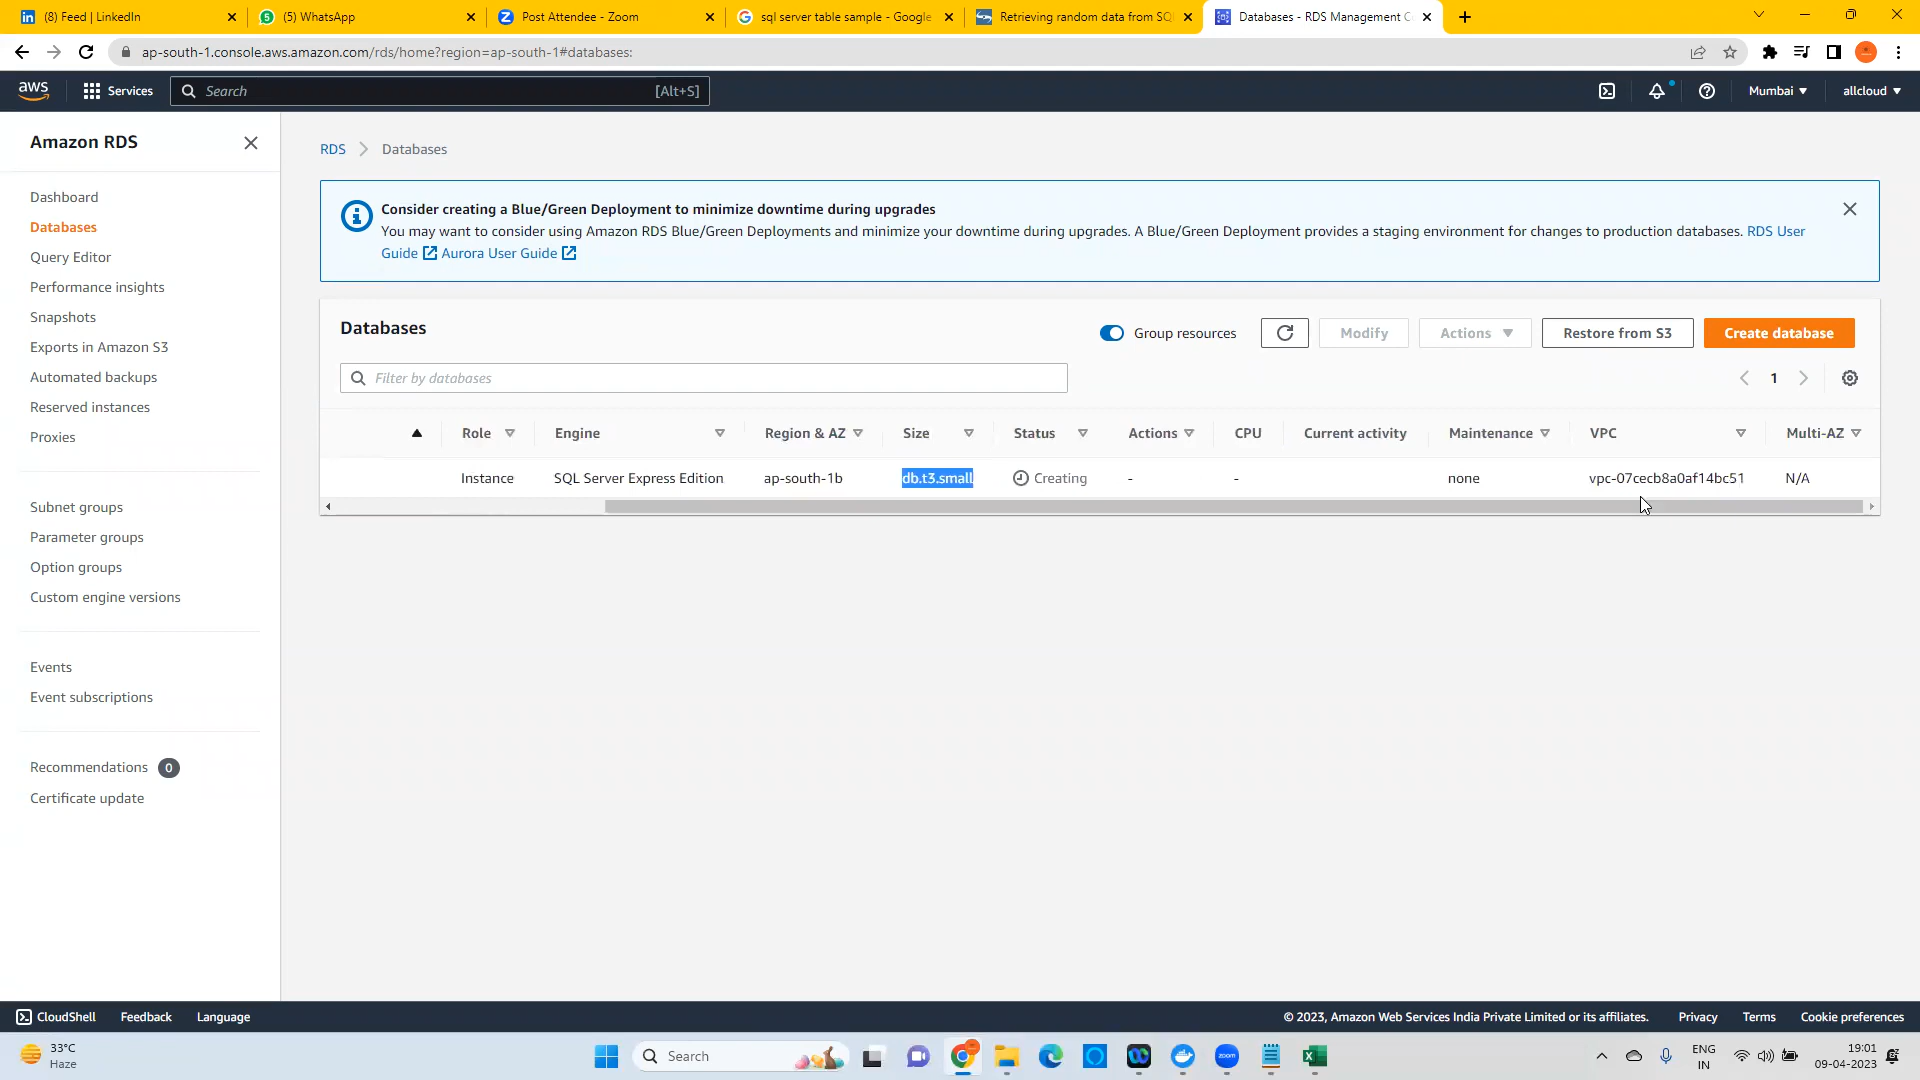 (8) Feed | LinkedIn
(5) WhatsApp
Post Attendee - Zoom
sql server table sample - Google
Retrieving random data from SQ
Databases - RDS Management C
ap-south-1.console.aws.amazon.com/rds/home?region=ap-south-1#databases:
aws
Services
Search
[Alt+S]
Mumbai
allcloud
Amazon RDS
Dashboard
Databases
Query Editor
Performance insights
Snapshots
Exports in Amazon S3
Automated backups
Reserved instances
Proxies
Subnet groups
Parameter groups
Option groups
Custom engine versions
Events
Event subscriptions
Recommendations 0
Certificate update
RDS > Databases
Consider creating a Blue/Green Deployment to minimize downtime during upgrades
You may want to consider using Amazon RDS Blue/Green Deployments and minimize your downtime during upgrades. A Blue/Green Deployment provides a staging environment for changes to production databases. RDS User
Guide Aurora User Guide
Databases
Group resources
Modify
Actions
Restore from S3
Create database
Filter by databases
1
Role Engine Region & AZ Size Status Actions CPU Current activity Maintenance VPC Multi-AZ
Instance SQL Server Express Edition ap-south-1b db.t3.small Creating - - none vpc-07cecb8a0af14bc51 N/A
CloudShell Feedback Language
© 2023, Amazon Web Services India Private Limited or its affiliates. Privacy Terms Cookie preferences
33°C
Haze
Search
zoom
ENG
IN
19:01
09-04-2023